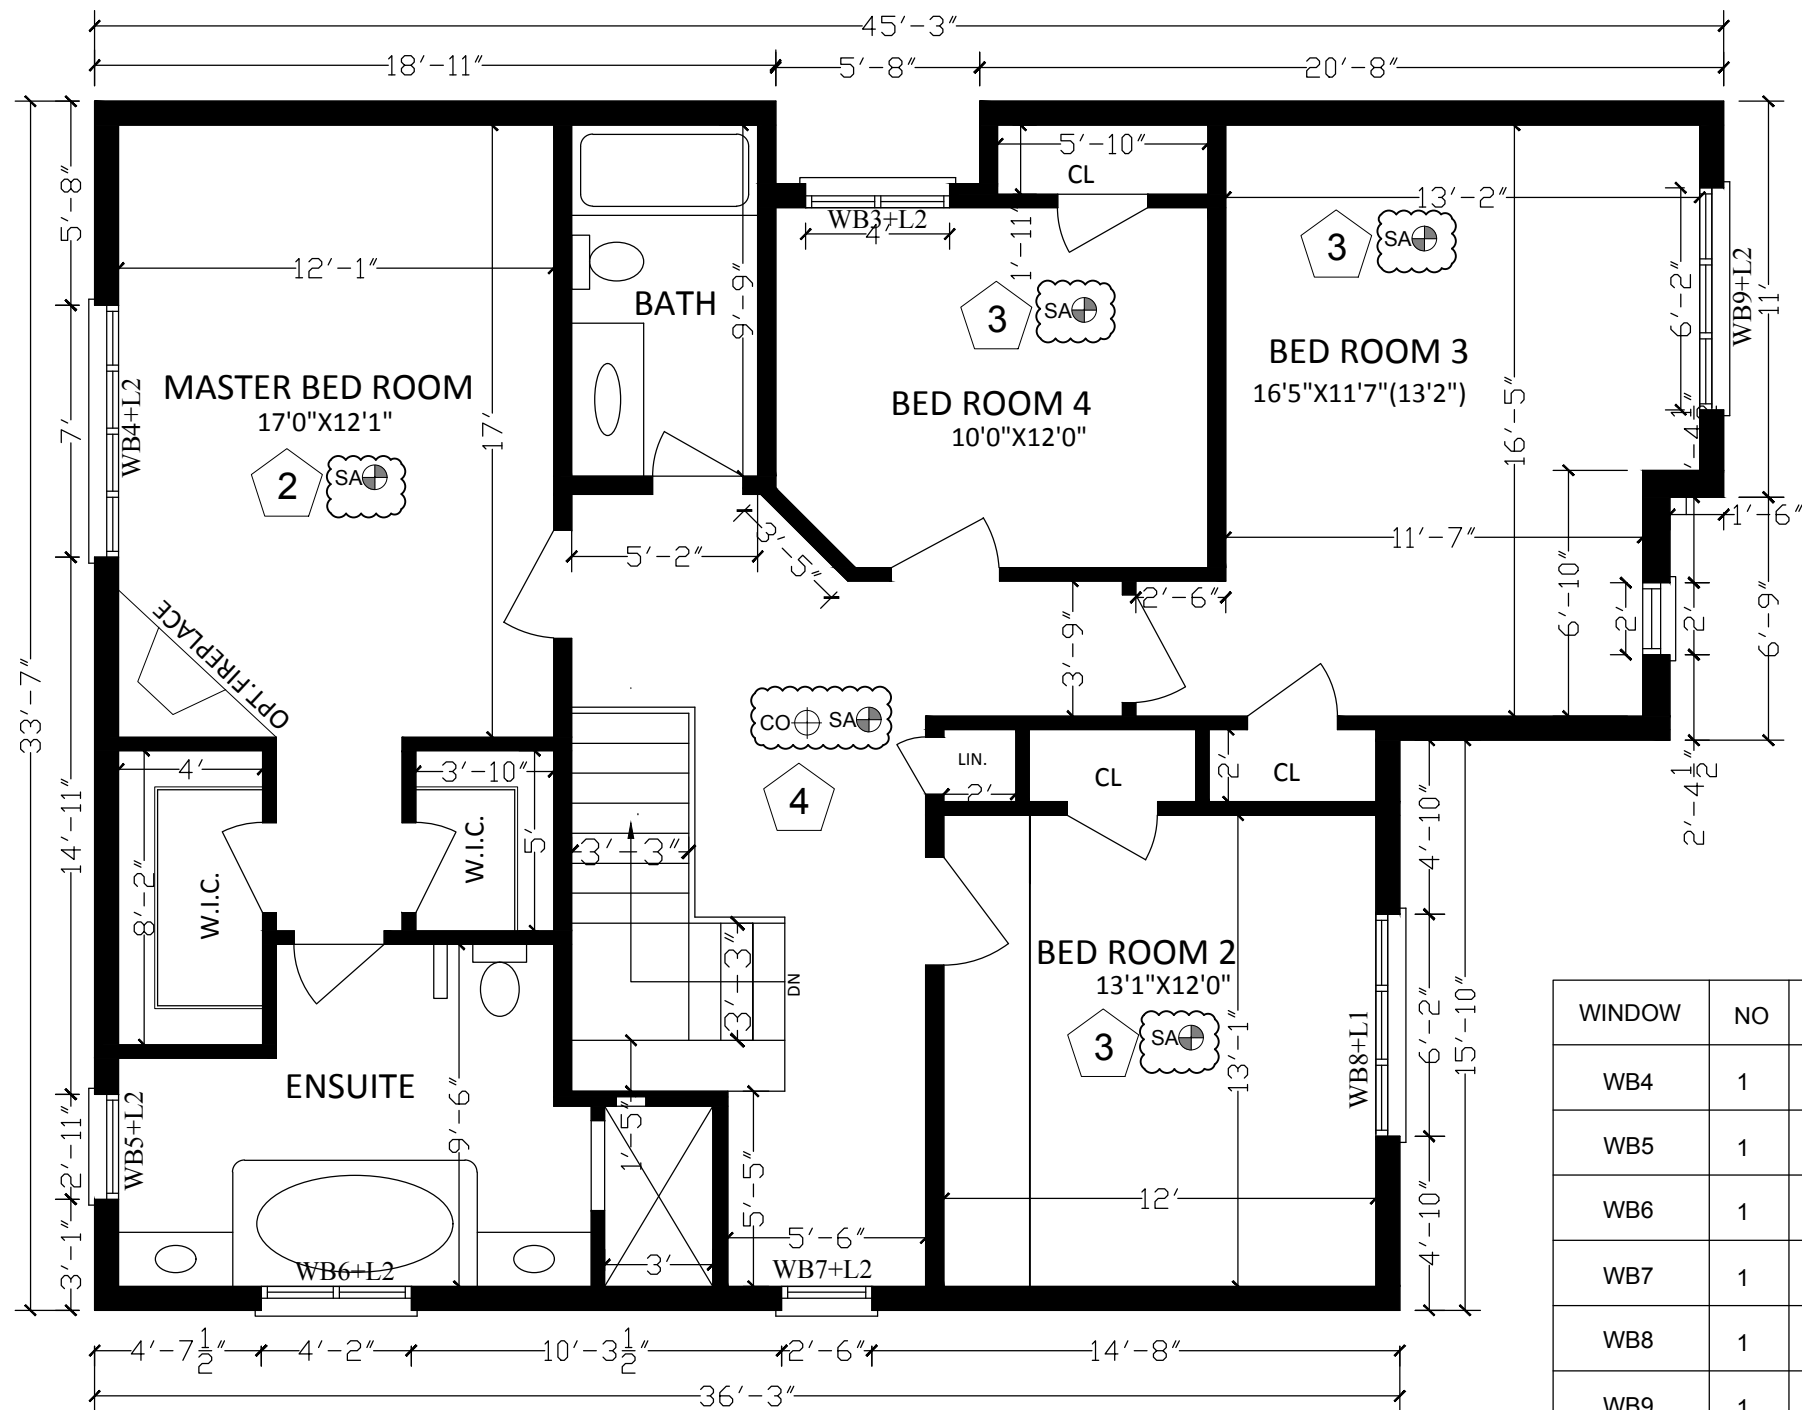 45'-3"
18'-11"
5'-8"
20'-8"
5'-10"
CL
13'-2"
WB3+L2
4'
1'-11"
5'-8"
12'-1"
BATH
9'-9"
3
SA
3
SA
6'-2"
WB9+L2
11'
MASTER BED ROOM
17'0"X12'1"
2
SA
17'
WB4+L2
7'
BED ROOM 4
10'0"X12'0"
BED ROOM 3
16'5"X11'7"(13'2")
16'-5"
1'-6"
5'-2"
3'-5"
11'-7"
6'-10"
2'
2'
6'-9"
2'-6"
3'-9"
OPT.FIREPLACE
33'-7"
14'-11"
CO
SA
4
4'
3'-10"
LIN.
2'
CL
2'
CL
2'-4 1/2"
8'-2"
W.I.C.
W.I.C.
5'
3'-3"
4'-10"
3'-3"
DN
BED ROOM 2
13'1"X12'0"
3
SA
13'-1"
WB8+L1
6'-2"
15'-10"
ENSUITE
9'-6"
1'-5"
WB5+L2
2'-11"
3'-1"
5'-5"
5'-6"
12'
4'-10"
3'
WB6+L2
WB7+L2
4'-7 1/2"
4'-2"
10'-3 1/2"
2'-6"
14'-8"
36'-3"
WINDOW NO
WB4 1
WB5 1
WB6 1
WB7 1
WB8 1
WB9 1